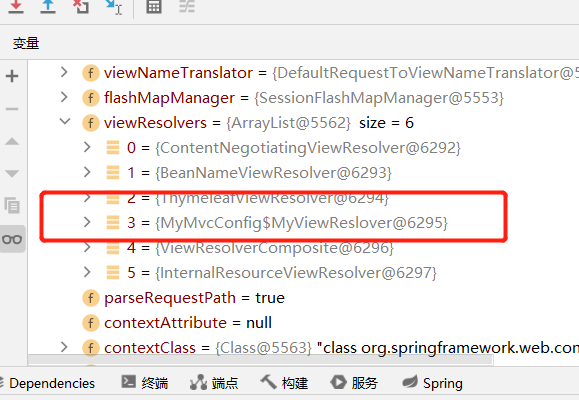 变量
viewNameTranslator = {DefaultRequestToViewNameTranslator@5
flashMapManager = {SessionFlashMapManager@5553}
viewResolvers = {ArrayList@5562} size = 6
0 = {ContentNegotiatingViewResolver@6292}
1 = {BeanNameViewResolver@6293}
2 = {ThymeleafViewResolver@6294}
3 = {MyMvcConfig$MyViewReslover@6295}
4 = {ViewResolverComposite@6296}
5 = {InternalResourceViewResolver@6297}
parseRequestPath = true
contextAttribute = null
contextClass = {Class@5563} "class org.springframework.web.con
Dependencies 终端 端点 构建 服务 Spring